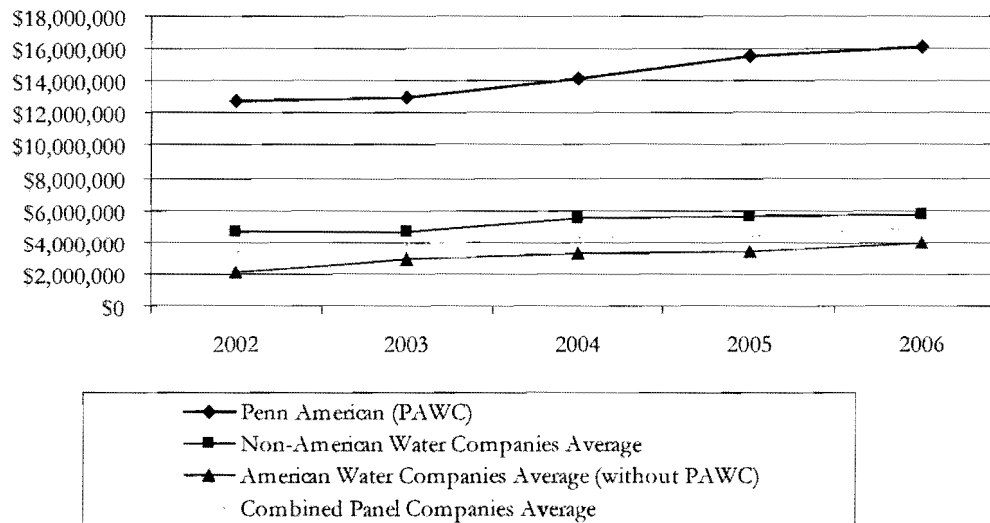 $18,000,000
$16,000,000
$14,000,000
$12,000,000
$10,000,000
$8,000,000
$6,000,000
$4,000,000
$2,000,000
$0
2002 2003 2004 2005 2006
Penn American (PAWC)
Non-American Water Companies Average
American Water Companies Average (without PAWC)
Combined Panel Companies Average